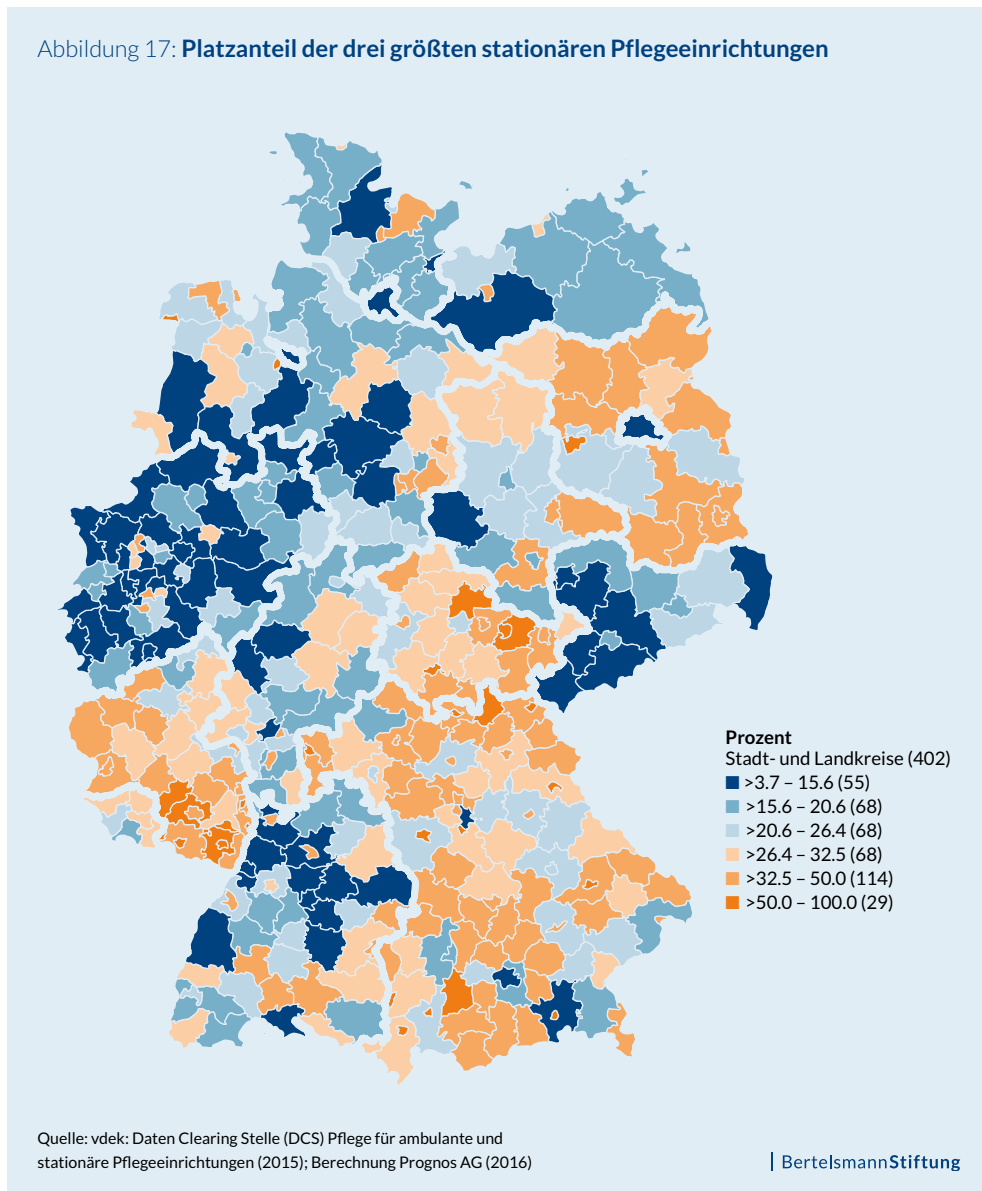 Abbildung 17: Platzanteil der drei größten stationären Pflegeeinrichtungen
Prozent
Stadt- und Landkreise (402)
>3.7 – 15.6 (55)
>15.6 – 20.6 (68)
>20.6 – 26.4 (68)
>26.4 – 32.5 (68)
>32.5 – 50.0 (114)
>50.0 – 100.0 (29)
Quelle: vdek: Daten Clearing Stelle (DCS) Pflege für ambulante und
stationäre Pflegeeinrichtungen (2015); Berechnung Prognos AG (2016)
BertelsmannStiftung